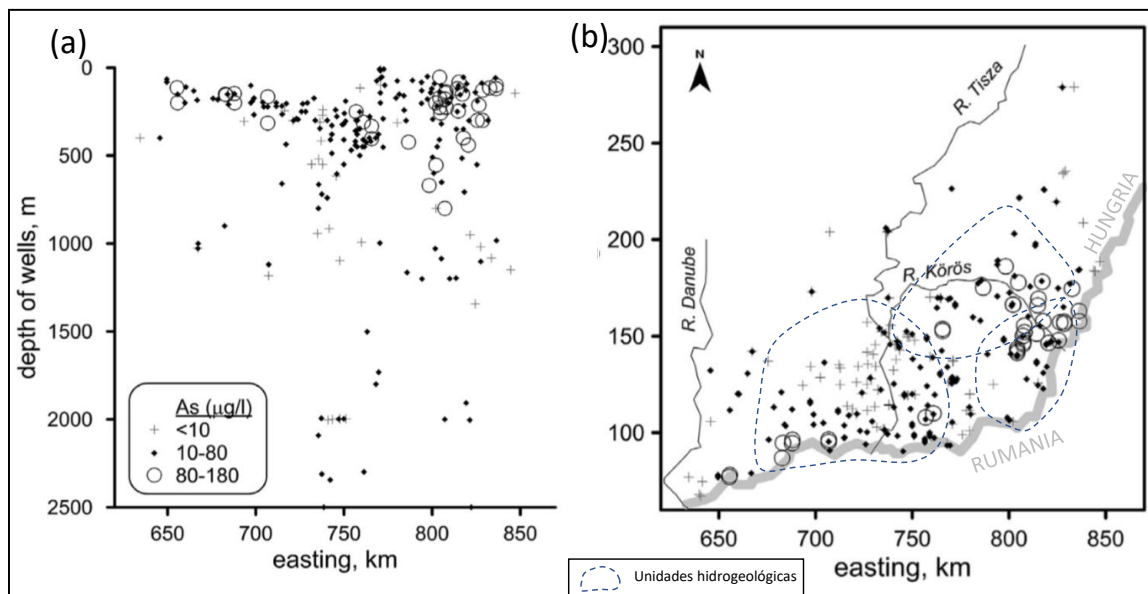 (a)
0
500
1000
1500
2000
2500
depth of wells, m
As (µg/l)
<10
10-80
80-180
650 700 750 800 850
easting, km
(b)
300
250
200
150
100
N
R. Tisza
R. Danube
R. Körös
HUNGRIA
RUMANIA
650 700 750 800 850
easting, km
Unidades hidrogeológicas